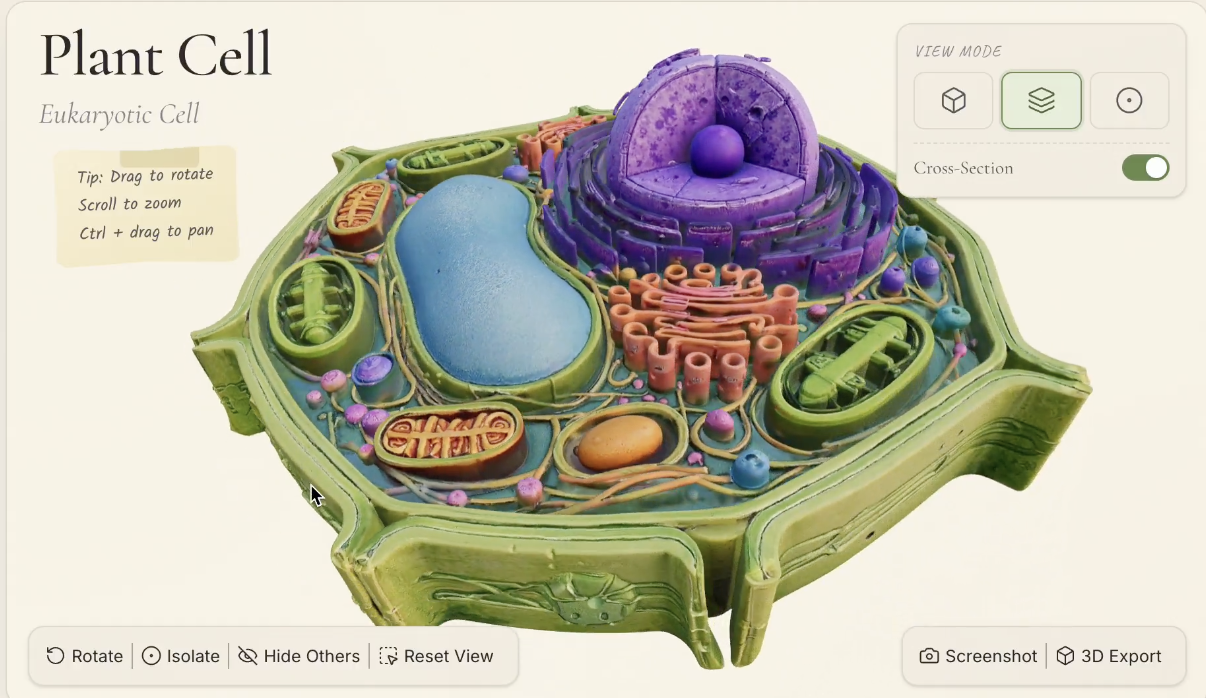 Plant Cell
Eukaryotic Cell
Tip: Drag to rotate
Scroll to zoom
Ctrl + drag to pan
VIEW MODE
Cross-Section
Rotate | Isolate | Hide Others | Reset View
Screenshot | 3D Export